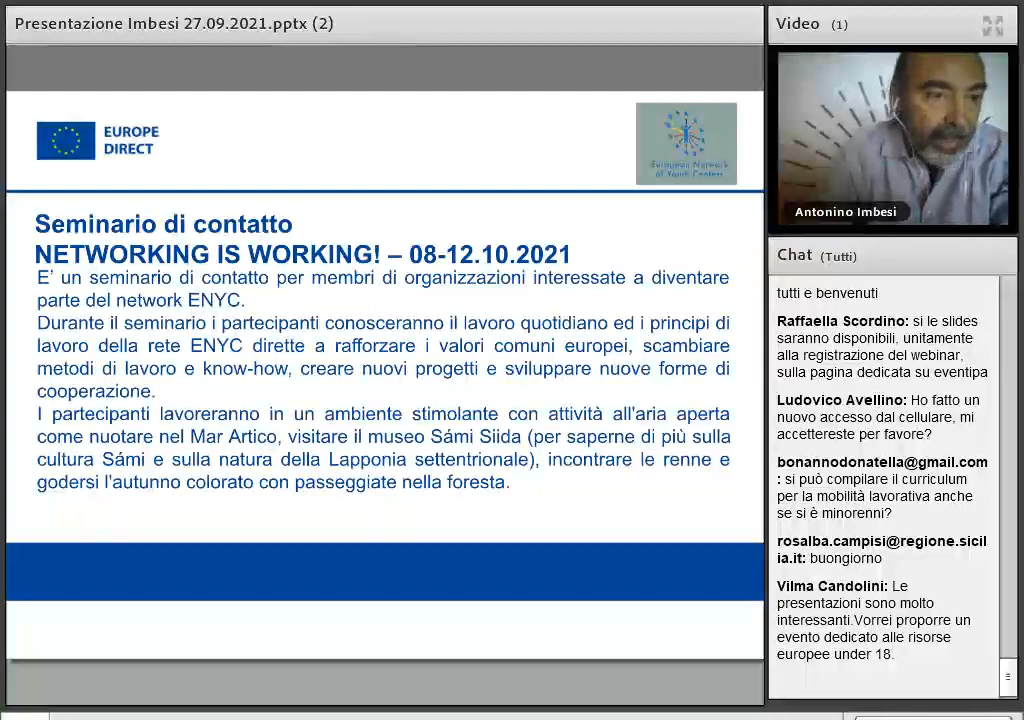 Presentazione Imbesi 27.09.2021.pptx (2)
EUROPE
DIRECT
European Network
of Youth Centers
Seminario di contatto
NETWORKING IS WORKING! – 08-12.10.2021
E' un seminario di contatto per membri di organizzazioni interessate a diventare
parte del network ENYC.
Durante il seminario i partecipanti conosceranno il lavoro quotidiano ed i principi di
lavoro della rete ENYC dirette a rafforzare i valori comuni europei, scambiare
metodi di lavoro e know-how, creare nuovi progetti e sviluppare nuove forme di
cooperazione.
I partecipanti lavoreranno in un ambiente stimolante con attività all'aria aperta
come nuotare nel Mar Artico, visitare il museo Sámi Siida (per saperne di più sulla
cultura Sámi e sulla natura della Lapponia settentrionale), incontrare le renne e
godersi l'autunno colorato con passeggiate nella foresta.
Video (1)
Antonino Imbesi
Chat (Tutti)
tutti e benvenuti
Raffaella Scordino: si le slides
saranno disponibili, unitamente
alla registrazione del webinar,
sulla pagina dedicata su eventipa
Ludovico Avellino: Ho fatto un
nuovo accesso dal cellulare, mi
accettereste per favore?
bonannodonatella@gmail.com
: si può compilare il curriculum
per la mobilità lavorativa anche
se si è minorenni?
rosalba.campisi@regione.sicil
ia.it: buongiorno
Vilma Candolini: Le
presentazioni sono molto
interessanti.Vorrei proporre un
evento dedicato alle risorse
europee under 18.